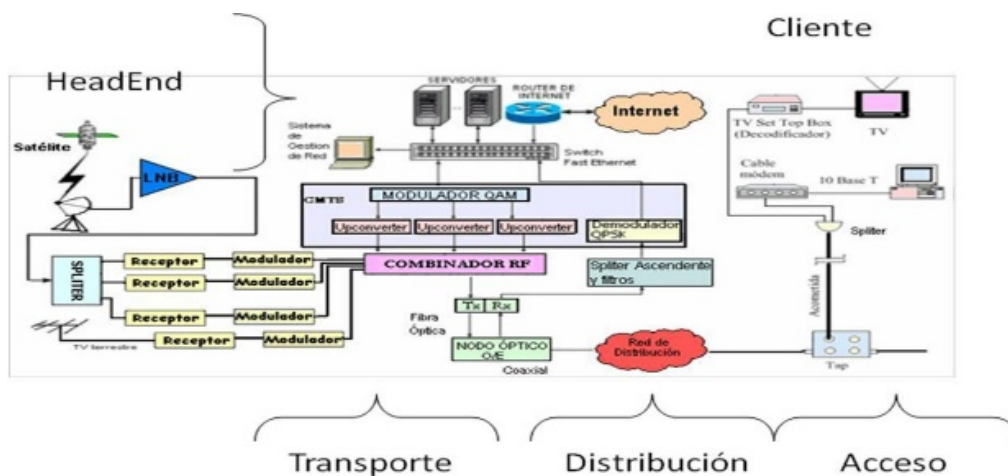 Cliente
HeadEnd
SERVIDORES
ROUTER DE
INTERNET
Internet
Sistema
de
Gestion
de Red
Switch
Fast Ethernet
TV Set Top Box
(Decodificador)
TV
Satélite
LNB
Cable
módem
10 Base T
CMTS
MODULADOR QAM
Upconverter
Upconverter
Upconverter
Demodulador
QPSK
Spliter
SPLITER
Receptor
Modulador
Receptor
Modulador
Receptor
Modulador
Receptor
Modulador
TV terrestre
COMBINADOR RF
Spliter Ascendente
y filtros
Acometida
Tx
Rx
Fibra
Óptica
NODO ÓPTICO
O/E
Coaxial
Red de
Distribución
Tap
Transporte
Distribución
Acceso